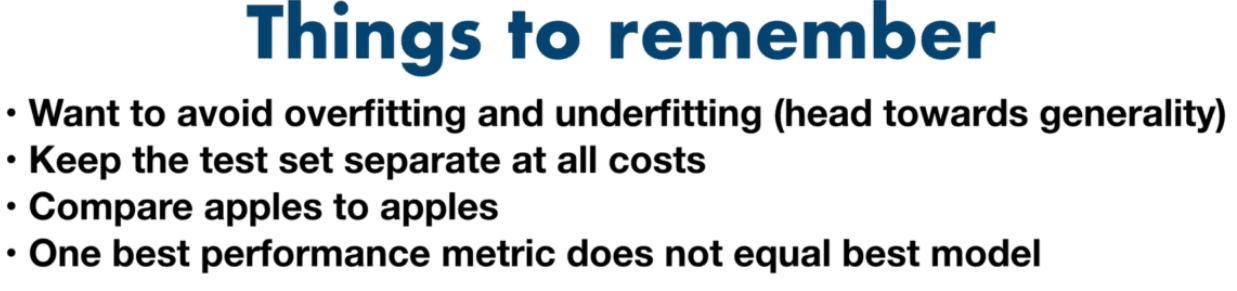 Things to remember
• Want to avoid overfitting and underfitting (head towards generality)
• Keep the test set separate at all costs
• Compare apples to apples
• One best performance metric does not equal best model